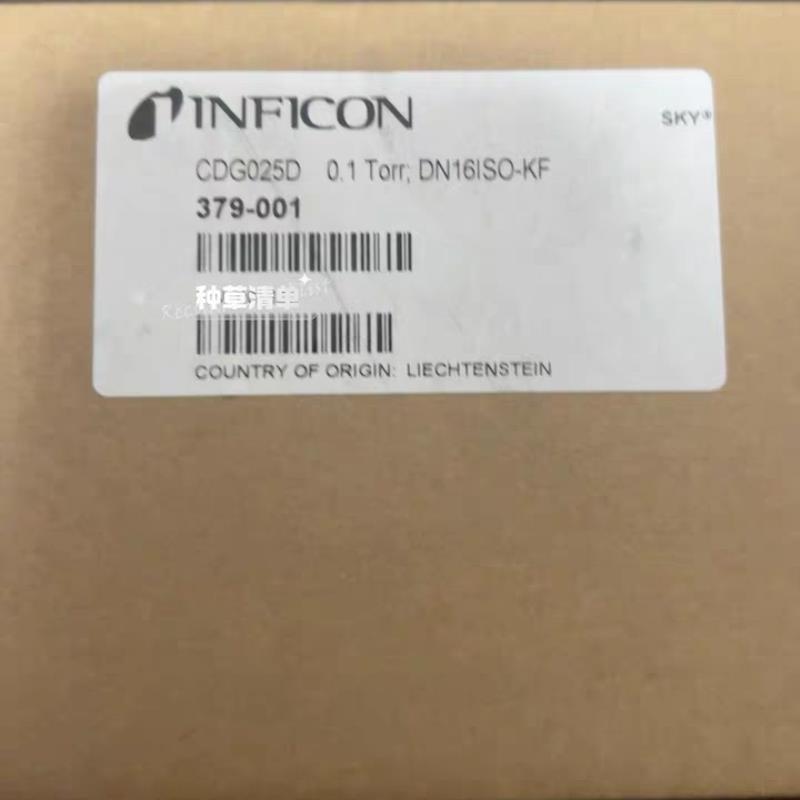 INFICON
SKY®
CDG025D 0.1 Torr; DN16ISO-KF
379-001
种草清单
COUNTRY OF ORIGIN: LIECHTENSTEIN